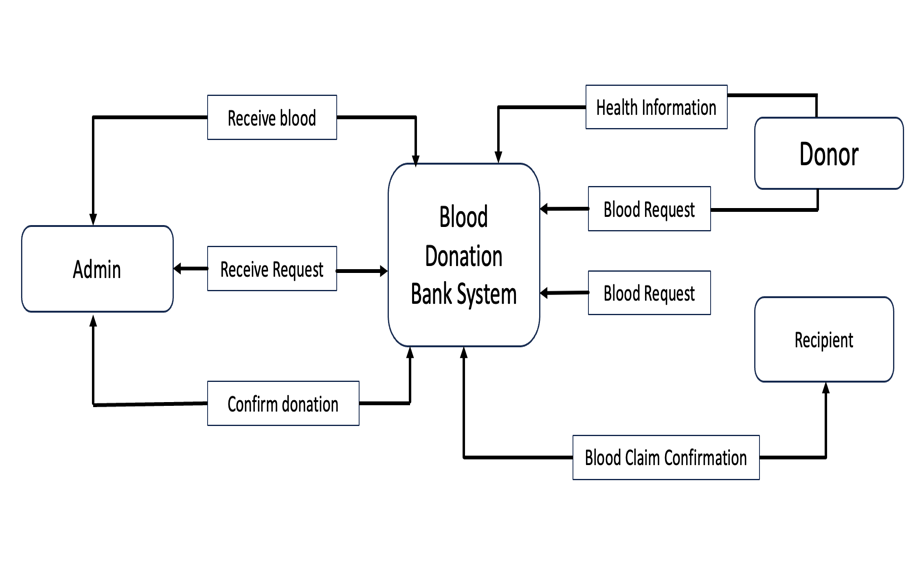 Receive blood
Health Information
Donor
Blood
Donation
Bank System
Blood Request
Admin
Receive Request
Blood Request
Recipient
Confirm donation
Blood Claim Confirmation